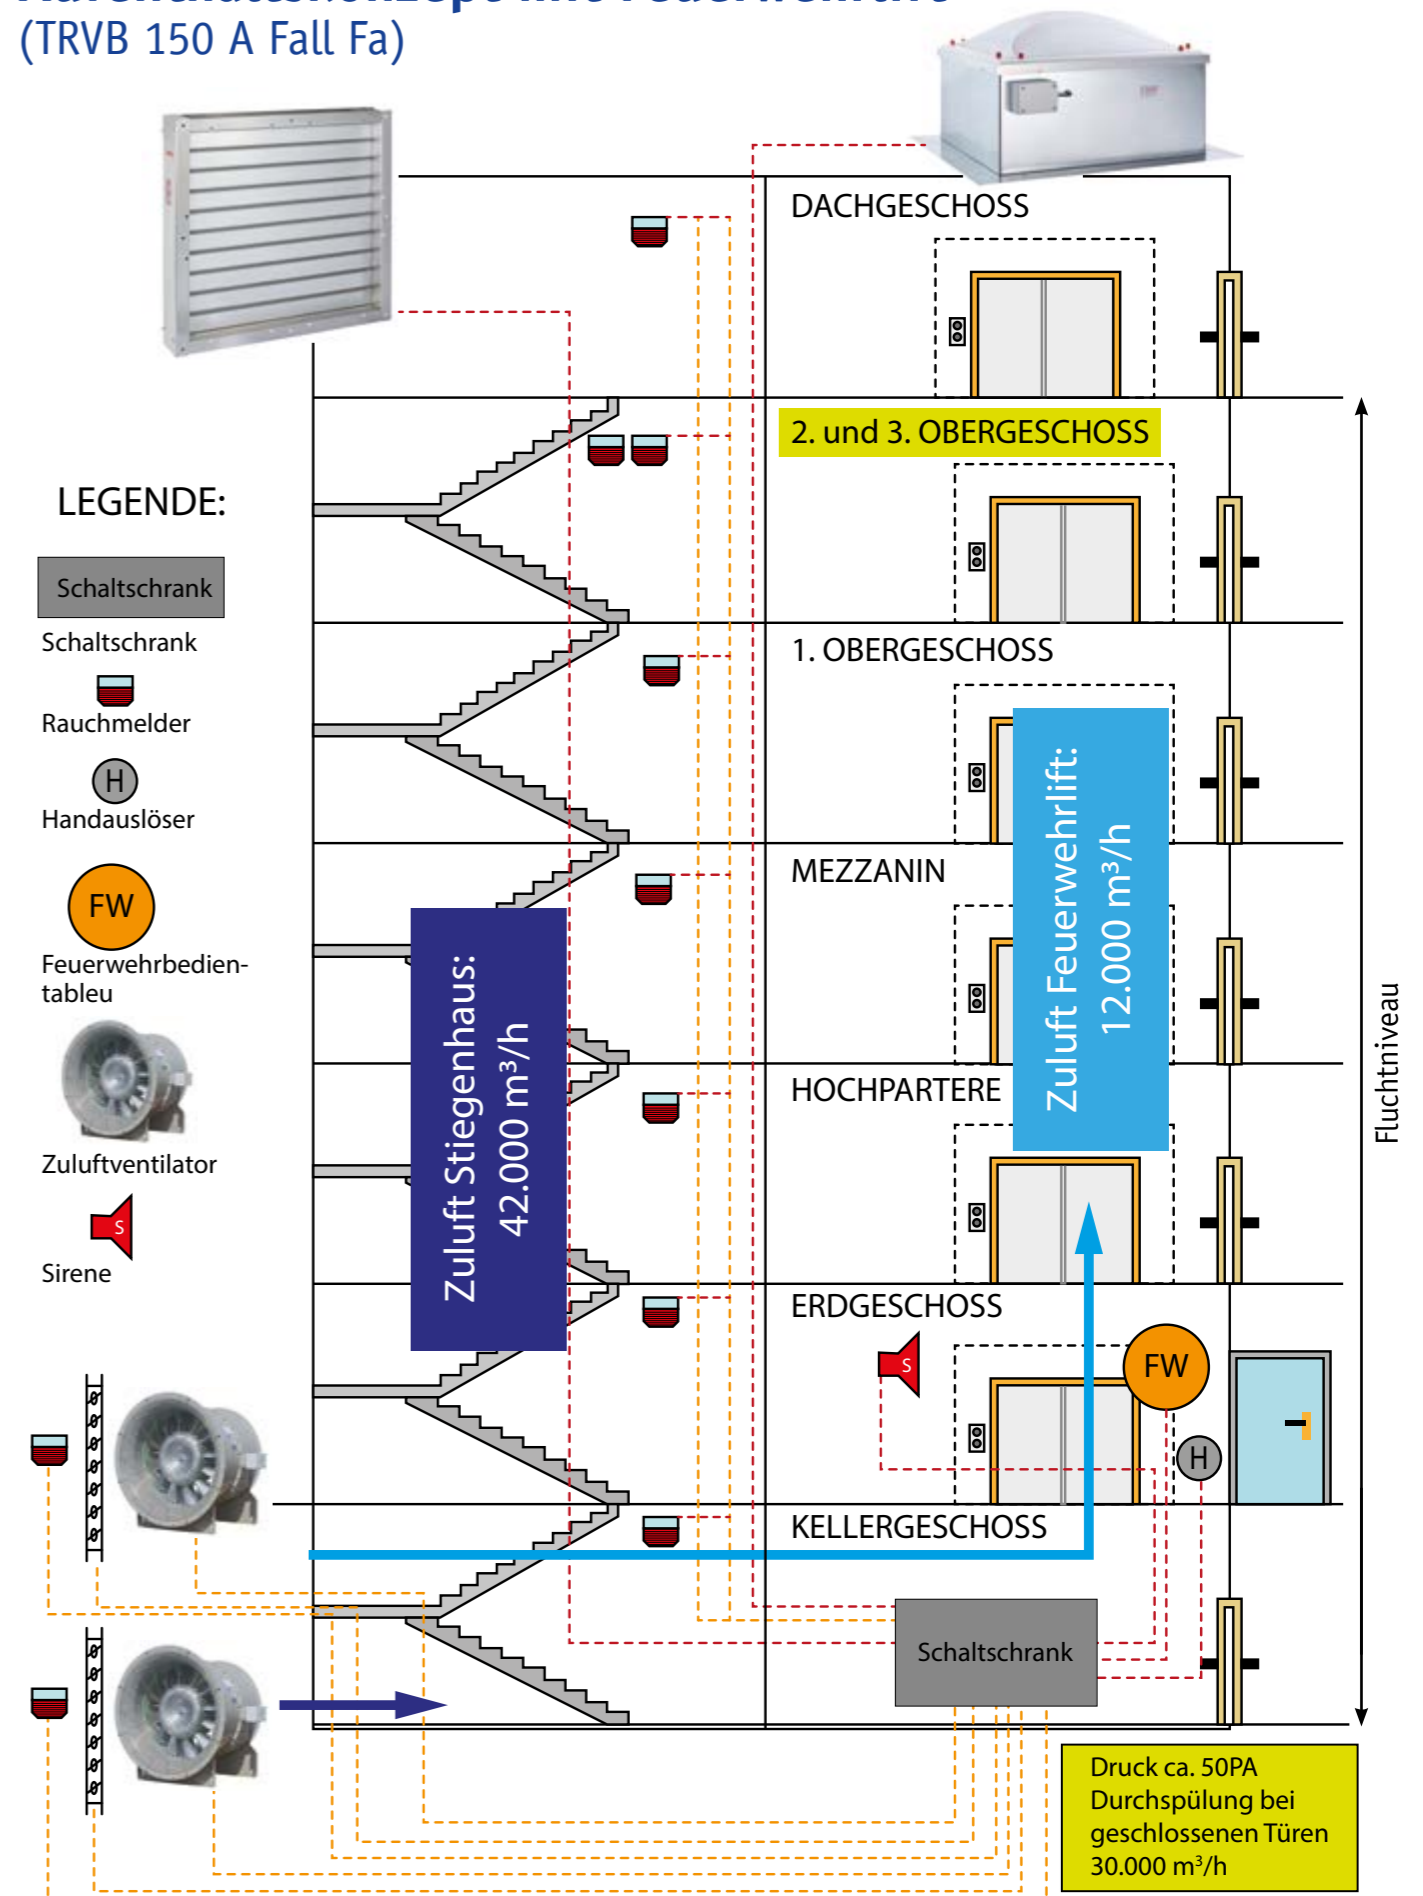 (TRVB 150 A Fall Fa)
DACHGESCHOSS
2. und 3. OBERGESCHOSS
LEGENDE:
Schaltschrank
Schaltschrank
Rauchmelder
H
Handauslöser
FW
Feuerwehrbedien-
tableu
Zuluftventilator
S
Sirene
1. OBERGESCHOSS
MEZZANIN
HOCHPARTERE
ERDGESCHOSS
KELLERGESCHOSS
Zuluft Stiegenhaus:
42.000 m³/h
Zuluft Feuerwehrlift:
12.000 m³/h
Fluchtniveau
S
FW
H
Schaltschrank
Druck ca. 50PA
Durchspülung bei
geschlossenen Türen
30.000 m³/h